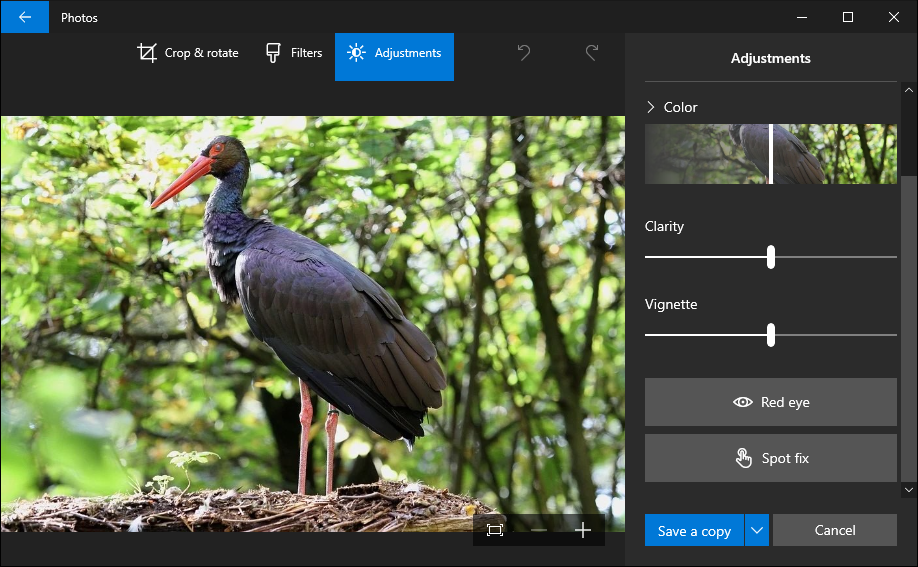 Photos
Crop & rotate
Filters
Adjustments
Adjustments
Color
Clarity
Vignette
Red eye
Spot fix
Save a copy
Cancel